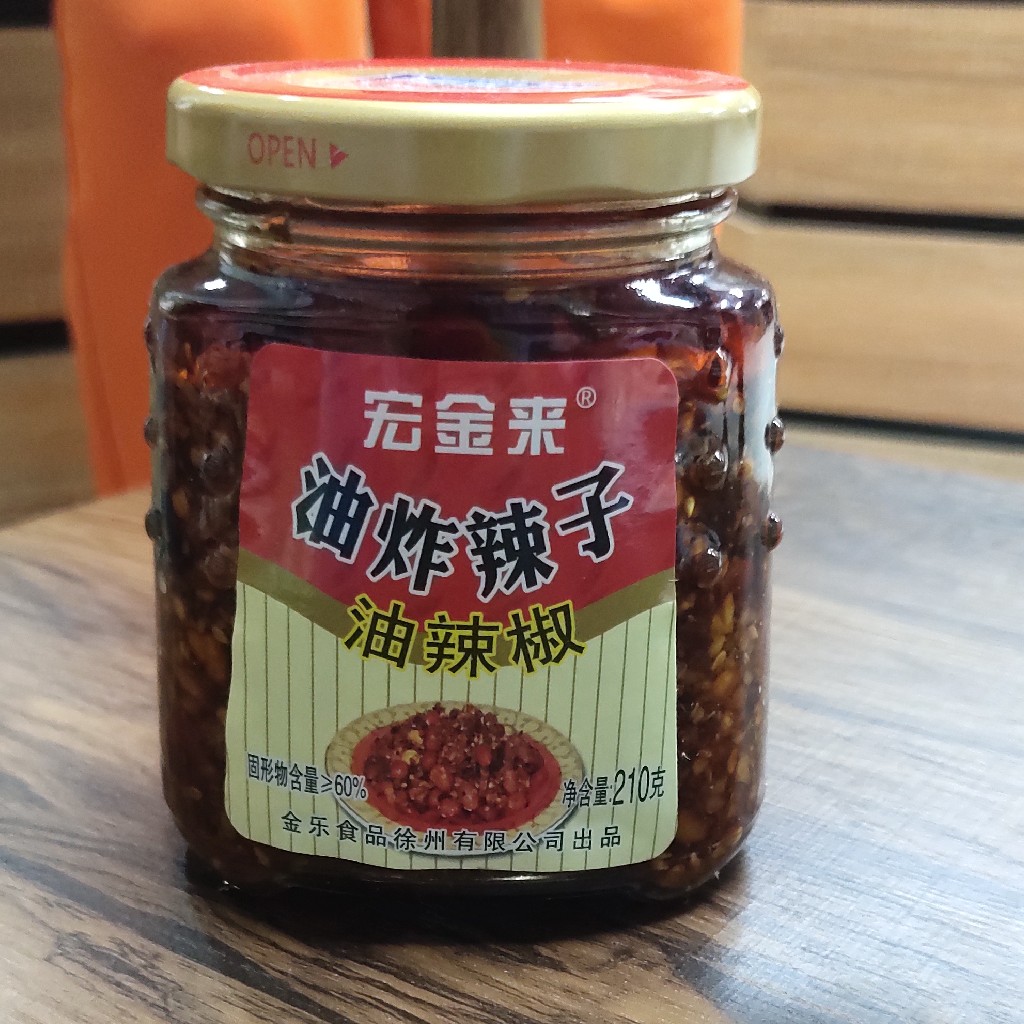 OPEN
宏金来®
油炸辣子
油辣椒
固形物含量≥60%
净含量:210克
金乐食品徐州有限公司出品